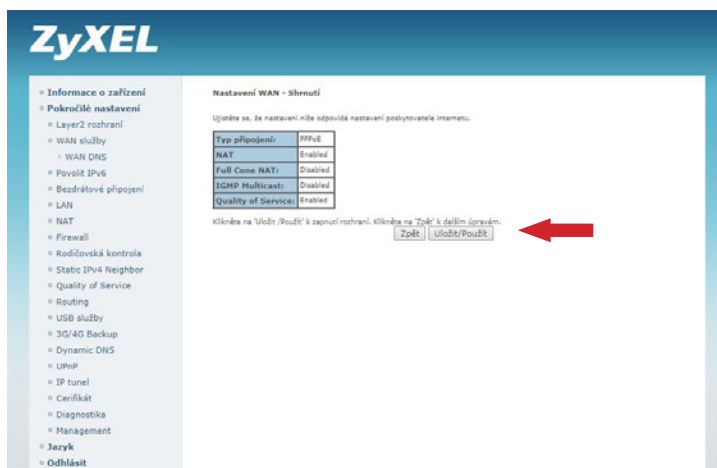 ZyXEL
Informace o zařízení
Pokročilé nastavení
Layer2 rozhraní
WAN služby
WAN DNS
Povolit IPv6
Bezdrátové připojení
LAN
NAT
Firewall
Rodičovská kontrola
Static IPv4 Neighbor
Quality of Service
Routing
USB služby
3G/4G Backup
Dynamic DNS
UPnP
IP tunel
Cerifikát
Diagnostika
Management
Jazyk
Odhlásit
Nastavení WAN - Shrnutí
Ujistěte se, že nastavení níže odpovídá nastavení poskytovatele internetu.
Typ připojení: PPPoE
NAT Enabled
Full Cone NAT: Disabled
IGMP Multicast: Disabled
Quality of Service: Enabled
Klikněte na 'Uložit /Použít' k zapnutí rozhraní. Klikněte na 'Zpět' k dalším úpravám.
Zpět Uložit/Použít